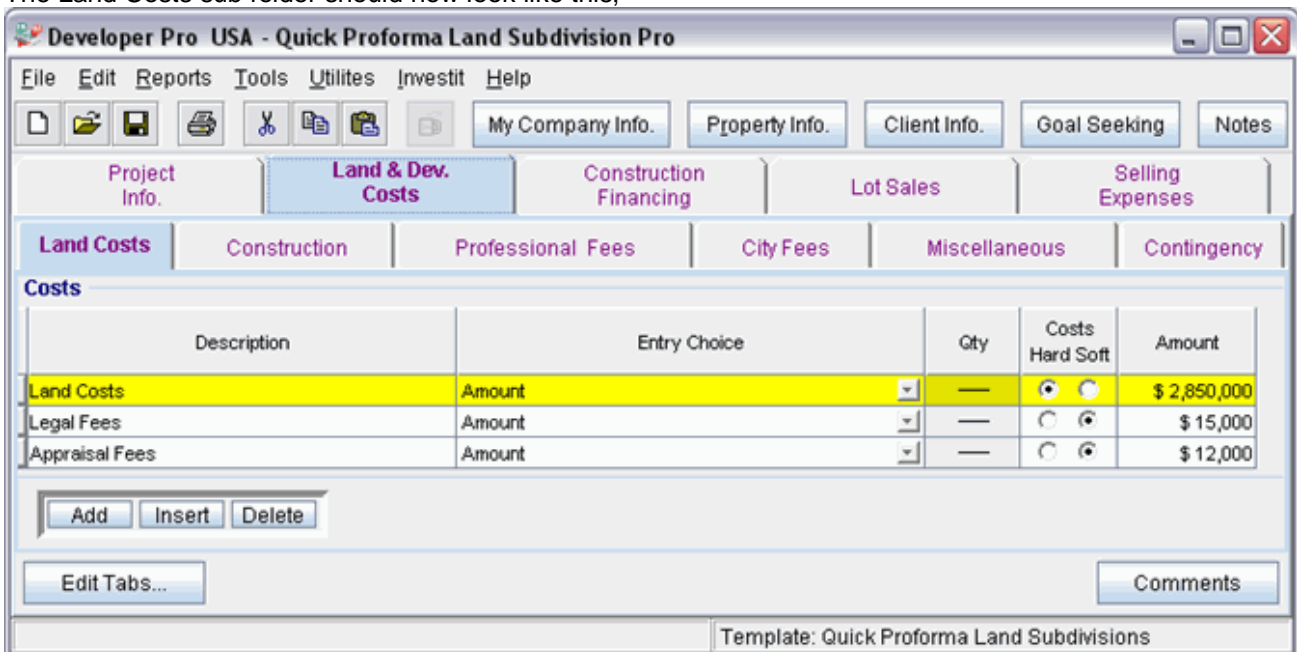 The Land Costs sub folder should now look like this,
Developer Pro USA - Quick Proforma Land Subdivision Pro
File Edit Reports Tools Utilites Investit Help
My Company Info. Property Info. Client Info. Goal Seeking Notes
Project Info. Land & Dev. Costs Construction Financing Lot Sales Selling Expenses
Land Costs Construction Professional Fees City Fees Miscellaneous Contingency
Costs
Description Entry Choice Qty Costs Hard Soft Amount
Land Costs Amount — $ 2,850,000
Legal Fees Amount — $ 15,000
Appraisal Fees Amount — $ 12,000
Add Insert Delete
Edit Tabs... Comments
Template: Quick Proforma Land Subdivisions